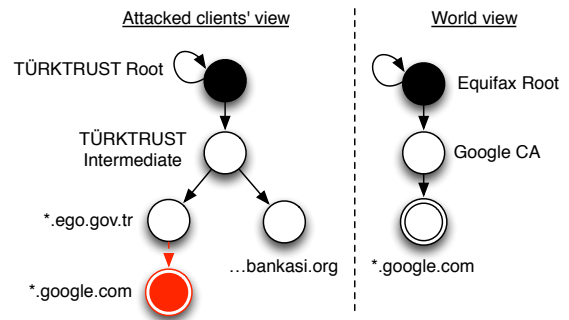 Attacked clients' view
World view
TÜRKTRUST Root
Equifax Root
TÜRKTRUST
Intermediate
Google CA
*.ego.gov.tr
...bankasi.org
*.google.com
*.google.com